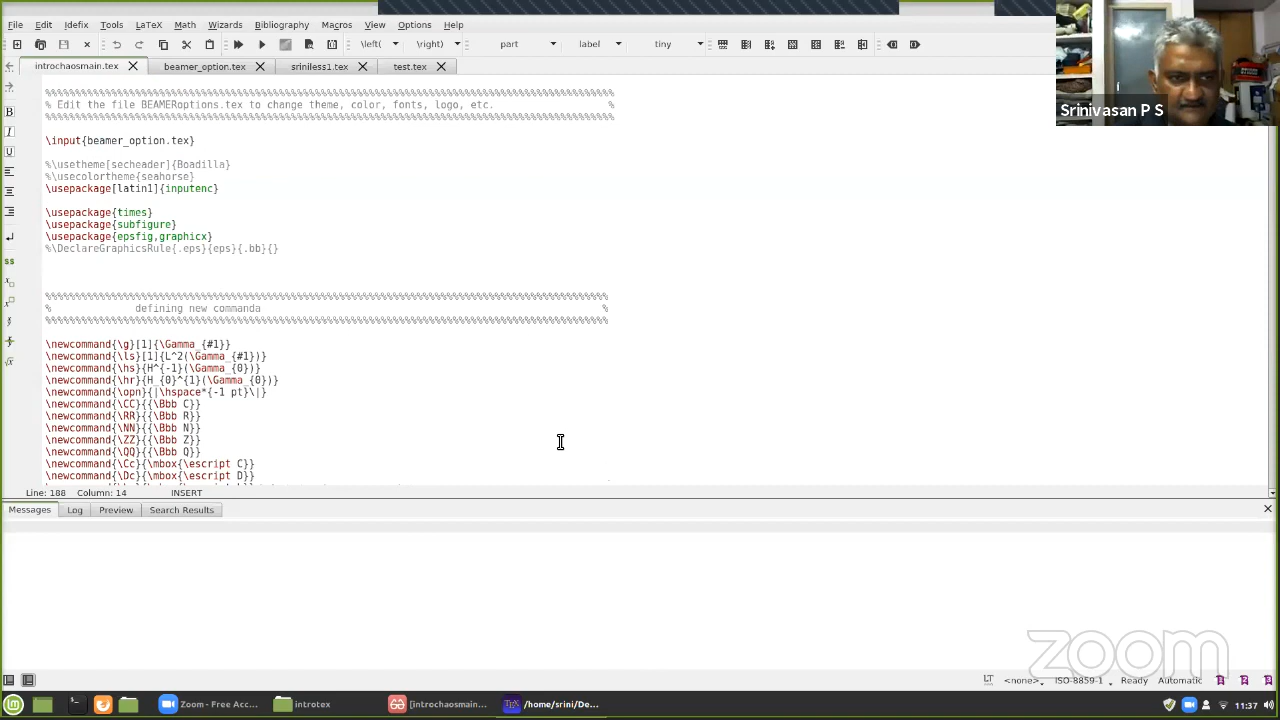 File Edit Idefix Tools LaTeX Math Wizards Bibliography Macros View Options Help
\left( \right) part label tiny
introchaosmain.tex beamer_option.tex sriniless1.tex test.tex
%%%%%%%%%%%%%%%%%%%%%%%%%%%%%%%%%%%%%%%%%%%%%%%%%%%%%%%%%%%%%%%%%%%%%%%%%%%%%%%%%%%%%%%%%%%%%%%%%
% Edit the file BEAMERoptions.tex to change theme, color, fonts, logo, etc. %
%%%%%%%%%%%%%%%%%%%%%%%%%%%%%%%%%%%%%%%%%%%%%%%%%%%%%%%%%%%%%%%%%%%%%%%%%%%%%%%%%%%%%%%%%%%%%%%%%
\input{beamer_option.tex}
%\usetheme[secheader]{Boadilla}
%\usecolortheme{seahorse}
\usepackage[latin1]{inputenc}
\usepackage{times}
\usepackage{subfigure}
\usepackage{epsfig,graphicx}
%\DeclareGraphicsRule{.eps}{eps}{.bb}{}
%%%%%%%%%%%%%%%%%%%%%%%%%%%%%%%%%%%%%%%%%%%%%%%%%%%%%%%%%%%%%%%%%%%%%%%%%%%%%%%%%%%%%%%%%%%%%%%%
% defining new commanda %
%%%%%%%%%%%%%%%%%%%%%%%%%%%%%%%%%%%%%%%%%%%%%%%%%%%%%%%%%%%%%%%%%%%%%%%%%%%%%%%%%%%%%%%%%%%%%%%%
\newcommand{\g}[1]{\Gamma_{#1}}
\newcommand{\ls}[1]{L^2(\Gamma_{#1})}
\newcommand{\hs}{H^{-1}(\Gamma_{0})}
\newcommand{\hr}{H_{0}^{1}(\Gamma_{0})}
\newcommand{\opn}{|\hspace*{-1 pt}\|}
\newcommand{\CC}{{\Bbb C}}
\newcommand{\RR}{{\Bbb R}}
\newcommand{\NN}{{\Bbb N}}
\newcommand{\ZZ}{{\Bbb Z}}
\newcommand{\QQ}{{\Bbb Q}}
\newcommand{\Cc}{\mbox{\escript C}}
\newcommand{\Dc}{\mbox{\escript D}}
Line: 188 Column: 14 INSERT
Messages Log Preview Search Results
Srinivasan P S
zoom
LT <none> ISO-8859-1 Ready Automatic
Zoom - Free Acc... introtex [introchaosmain... /home/srini/De... 11:37